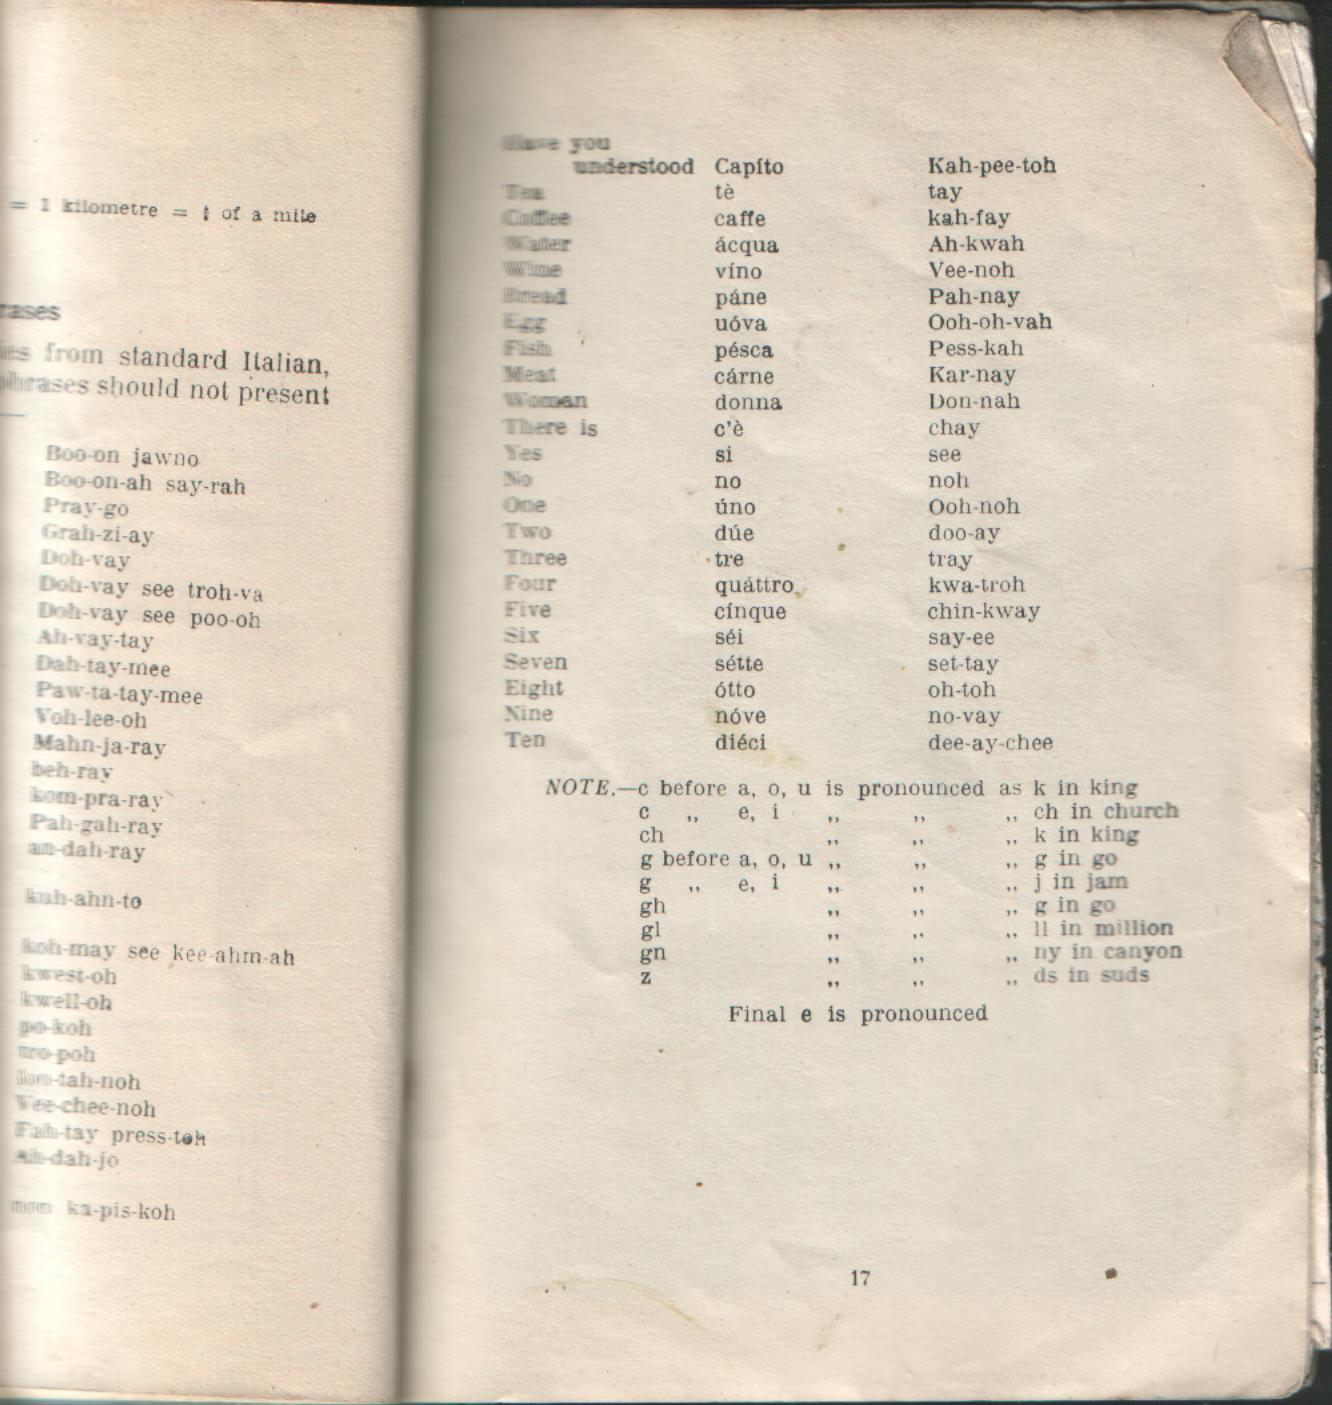 = 1 kilometre = of a mile
from standard Italian,
phrases should not present
Boo-on jawno
Boo-on-ah say-rah
Pray-go
Grah-zi-ay
Doh-vay
Doh-vay see troh-va
Doh-vay see poo-oh
Ah-vay-tay
Dah-tay-mee
Paw-ta-tay-mee
Voh-lee-oh
Mahn-ja-ray
beh-ray
kom-pra-ray
Pah-gah-ray
an-dah-ray
kuh-ahn-to
koh-may see kee-ahm-ah
kwest-oh
kwell-oh
po-koh
tro-poh
lon-tah-noh
Vee-chee-noh
Fah-tay press-toh
Ah-dah-jo
ka-pis-koh
Have you
understood Capíto Kah-pee-toh
Tea tè tay
Coffee caffe kah-fay
Water ácqua Ah-kwah
Wine víno Vee-noh
Bread páne Pah-nay
Egg uóva Ooh-oh-vah
Fish pésca Pess-kah
Meat cárne Kar-nay
Woman donna Don-nah
There is c'è chay
Yes si see
No no noh
One úno Ooh-noh
Two dúe doo-ay
Three tre tray
Four quáttro kwa-troh
Five cínque chin-kway
Six séi say-ee
Seven sétte set-tay
Eight ótto oh-toh
Nine nóve no-vay
Ten diéci dee-ay-chee
NOTE.—c before a, o, u is pronounced as k in king
c ,, e, i ,, ,, ,, ch in church
ch ,, ,, ,, k in king
g before a, o, u ,, ,, ,, g in go
g ,, e, i ,, ,, ,, j in jam
gh ,, ,, ,, g in go
gl ,, ,, ,, ll in million
gn ,, ,, ,, ny in canyon
z ,, ,, ,, ds in suds
Final e is pronounced
17